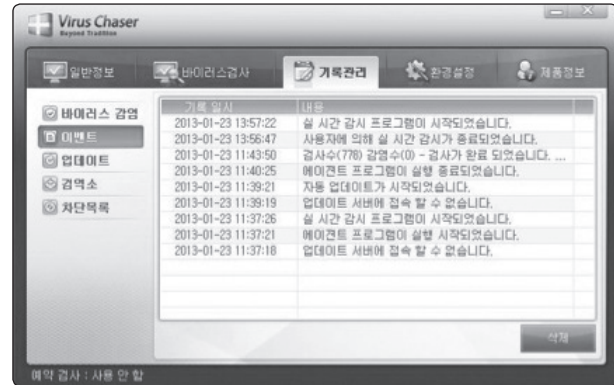 Virus Chaser
Beyond Tradition
일반정보
바이러스검사
기록관리
환경설정
제품정보
바이러스 감염
이벤트
업데이트
검역소
차단목록
기록 일시 내용
2013-01-23 13:57:22 실 시간 감시 프로그램이 시작되었습니다.
2013-01-23 13:56:47 사용자에 의해 실 시간 감시가 종료되었습니다.
2013-01-23 11:43:50 검사수(778) 감염수(0) - 검사가 완료 되었습니다. ...
2013-01-23 11:40:25 에이젼트 프로그램이 실행 종료되었습니다.
2013-01-23 11:39:21 자동 업데이트가 시작되었습니다.
2013-01-23 11:39:19 업데이트 서버에 접속 할 수 없습니다.
2013-01-23 11:37:26 실 시간 감시 프로그램이 시작되었습니다.
2013-01-23 11:37:21 에이젼트 프로그램이 실행 시작되었습니다.
2013-01-23 11:37:18 업데이트 서버에 접속 할 수 없습니다.
삭제
예약 검사 : 사용 안 함